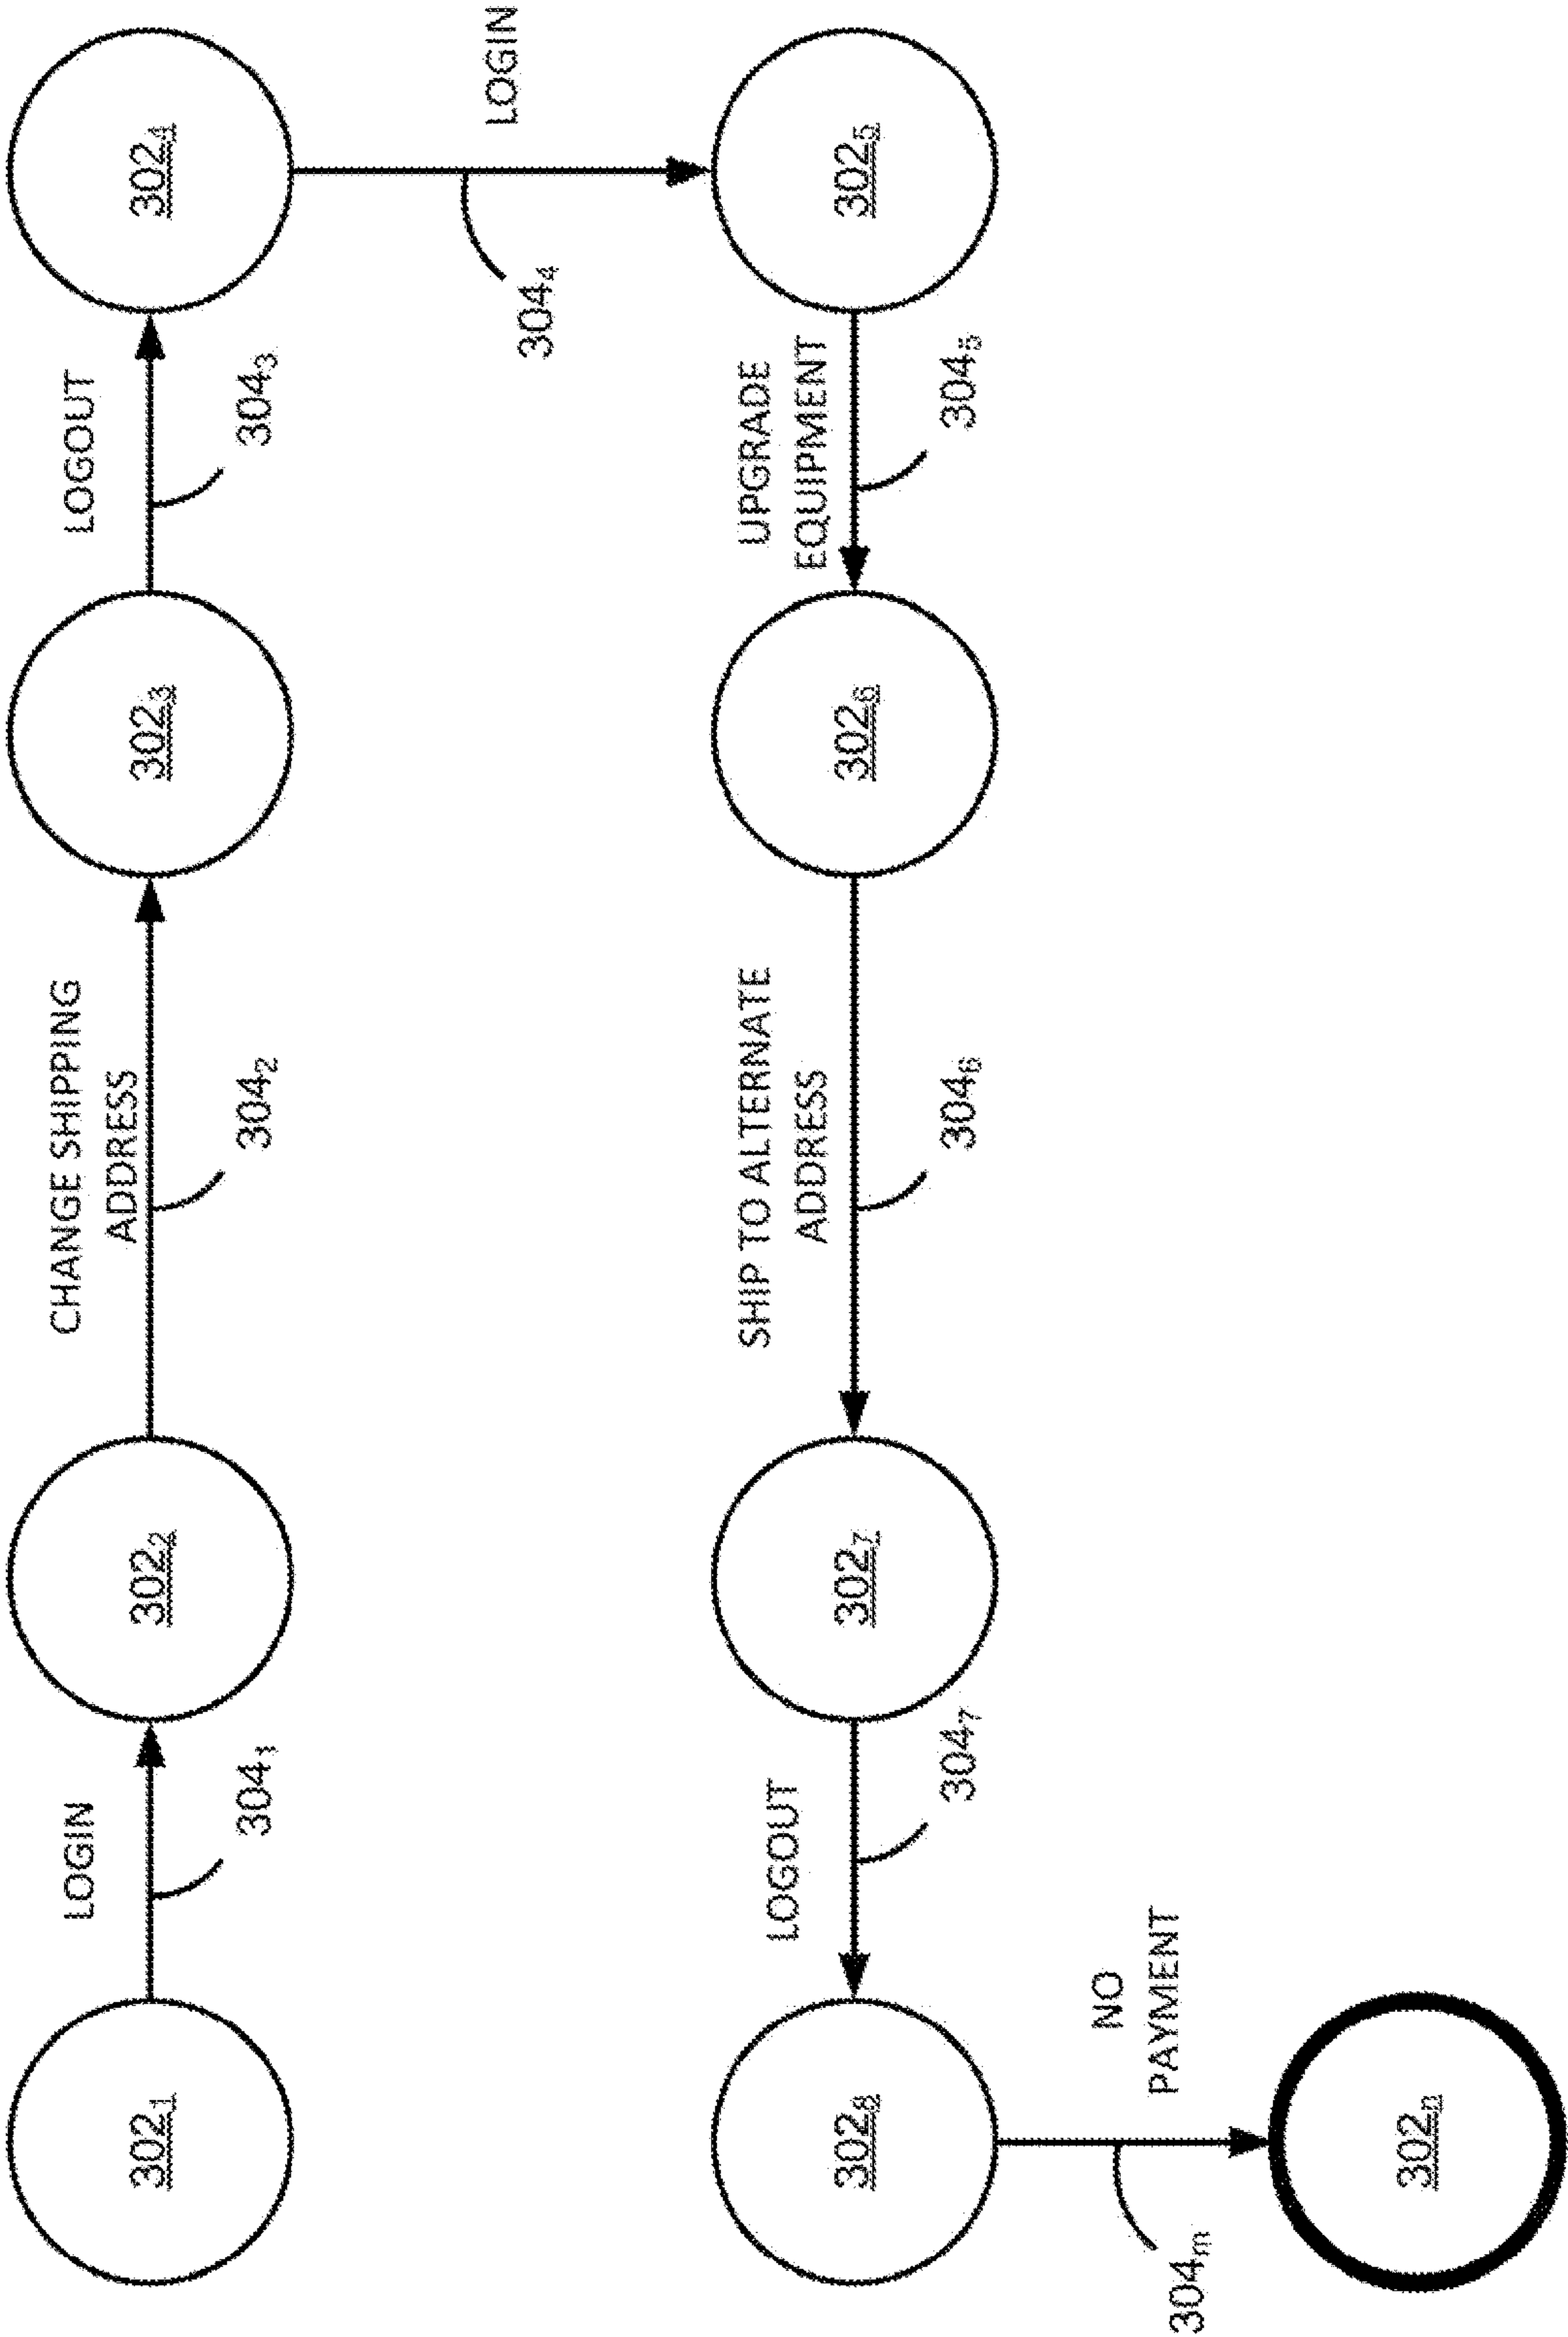 LOGIN
CHANGE SHIPPING
ADDRESS
LOGOUT
302₁
302₂
302₃
302₄
304₁
304₂
304₃
LOGIN
304₄
LOGOUT
SHIP TO ALTERNATE
ADDRESS
UPGRADE
EQUIPMENT
302₈
302₇
302₆
302₅
304₇
304₆
304₅
NO
PAYMENT
304ₘ
302ₙ